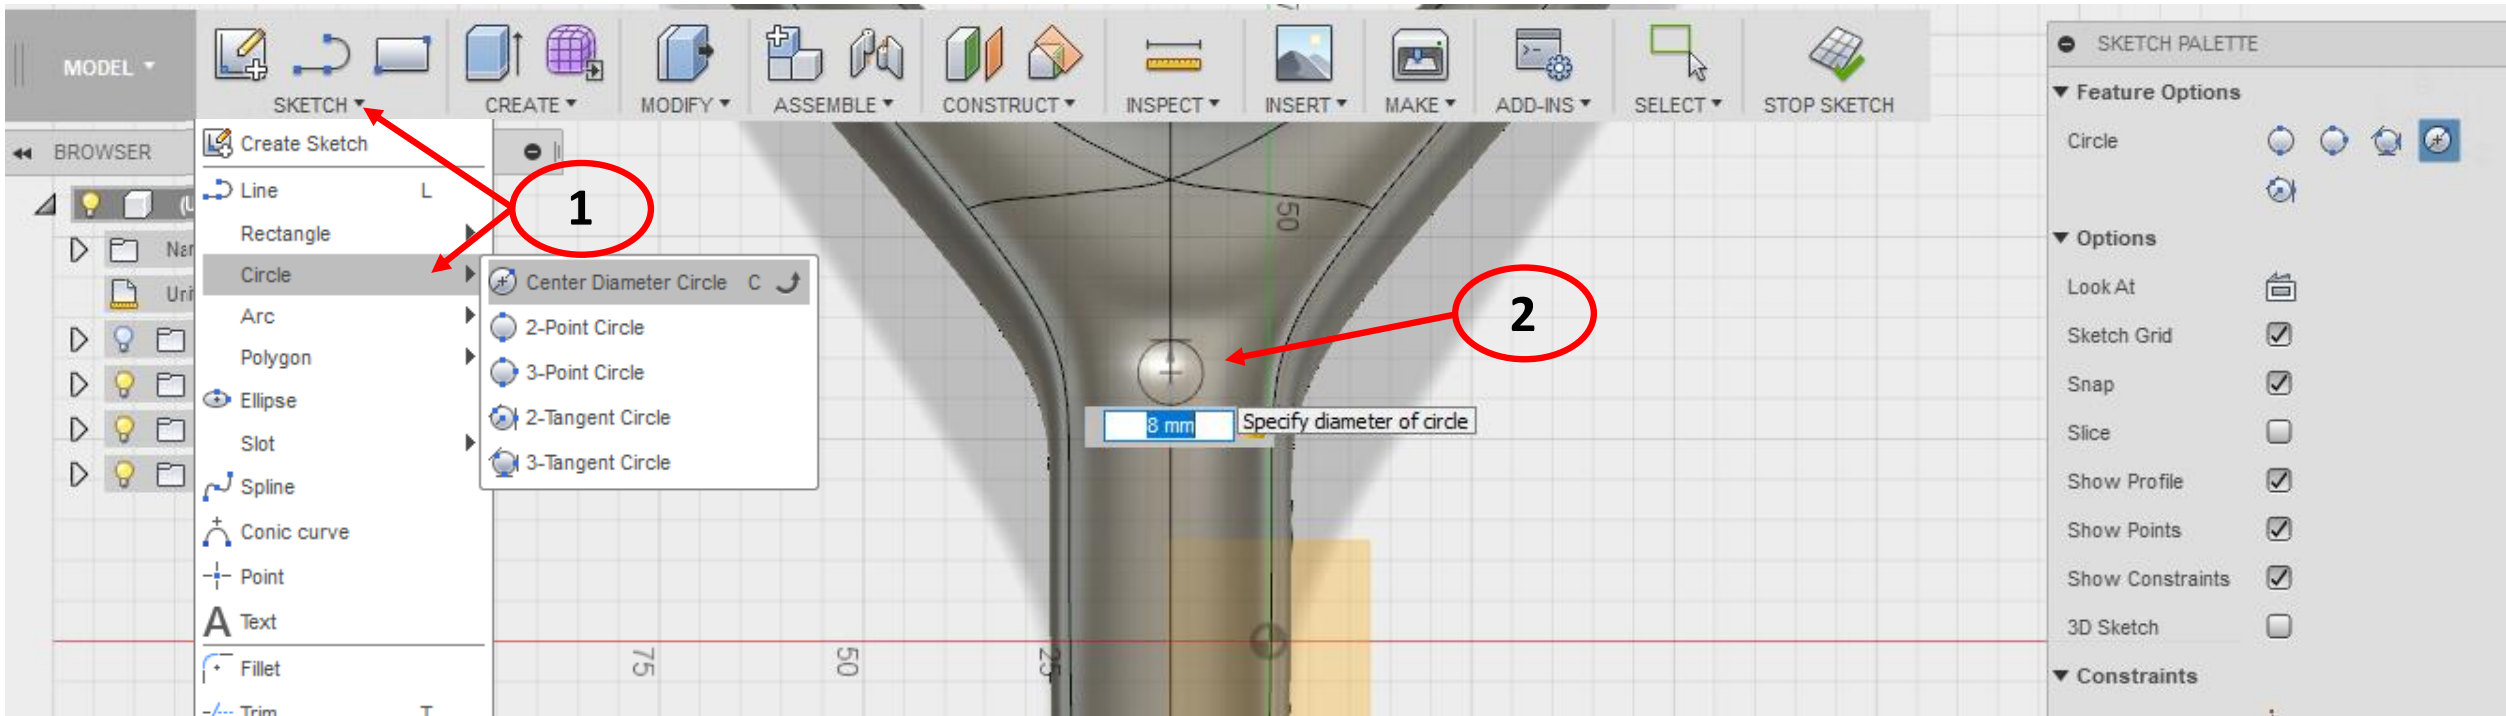 MODEL
SKETCH
CREATE
MODIFY
ASSEMBLE
CONSTRUCT
INSPECT
INSERT
MAKE
ADD-INS
SELECT
STOP SKETCH
BROWSER
Create Sketch
Line L
Rectangle
Circle
Arc
Polygon
Ellipse
Slot
Spline
Conic curve
Point
Text
Fillet
Trim T
Center Diameter Circle C
2-Point Circle
3-Point Circle
2-Tangent Circle
3-Tangent Circle
1
2
50
8 mm
Specify diameter of circle
75
50
25
SKETCH PALETTE
Feature Options
Circle
Options
Look At
Sketch Grid
Snap
Slice
Show Profile
Show Points
Show Constraints
3D Sketch
Constraints